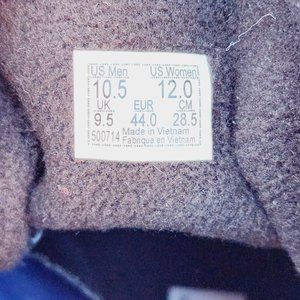 US Men US Women
10.5 12.0
UK EUR CM
9.5 44.0 28.5
500714 Made in Vietnam
Fabrique en Vietnam